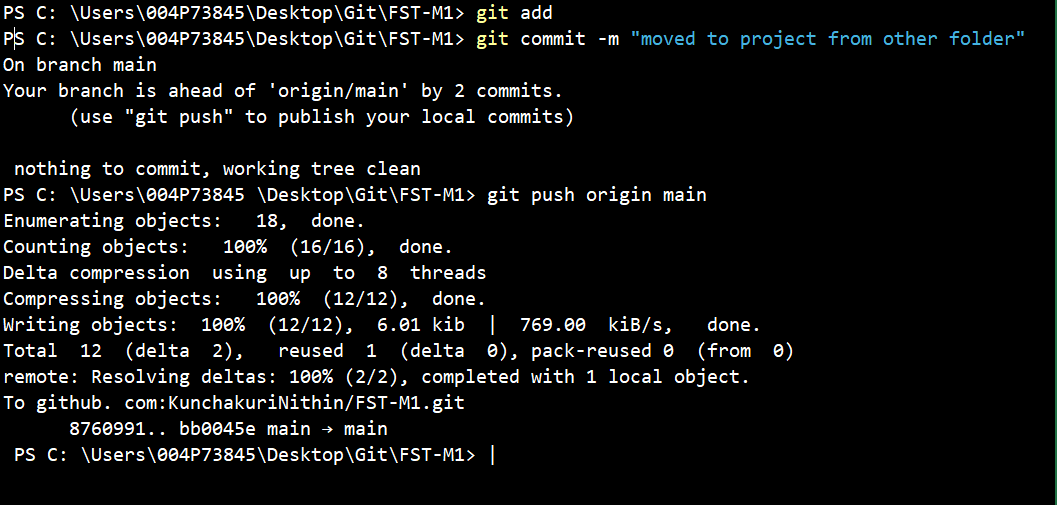 PS C: \Users\004P73845\Desktop\Git\FST-M1> git add
PS C: \Users\004P73845\Desktop\Git\FST-M1> git commit -m "moved to project from other folder"
On branch main
Your branch is ahead of 'origin/main' by 2 commits.
(use "git push" to publish your local commits)
nothing to commit, working tree clean
PS C: \Users\004P73845 \Desktop\Git\FST-M1> git push origin main
Enumerating objects: 18, done.
Counting objects: 100% (16/16), done.
Delta compression using up to 8 threads
Compressing objects: 100% (12/12), done.
Writing objects: 100% (12/12), 6.01 kib | 769.00 kiB/s, done.
Total 12 (delta 2), reused 1 (delta 0), pack-reused 0 (from 0)
remote: Resolving deltas: 100% (2/2), completed with 1 local object.
To github. com:KunchakuriNithin/FST-M1.git
8760991.. bb0045e main → main
PS C: \Users\004P73845\Desktop\Git\FST-M1> |